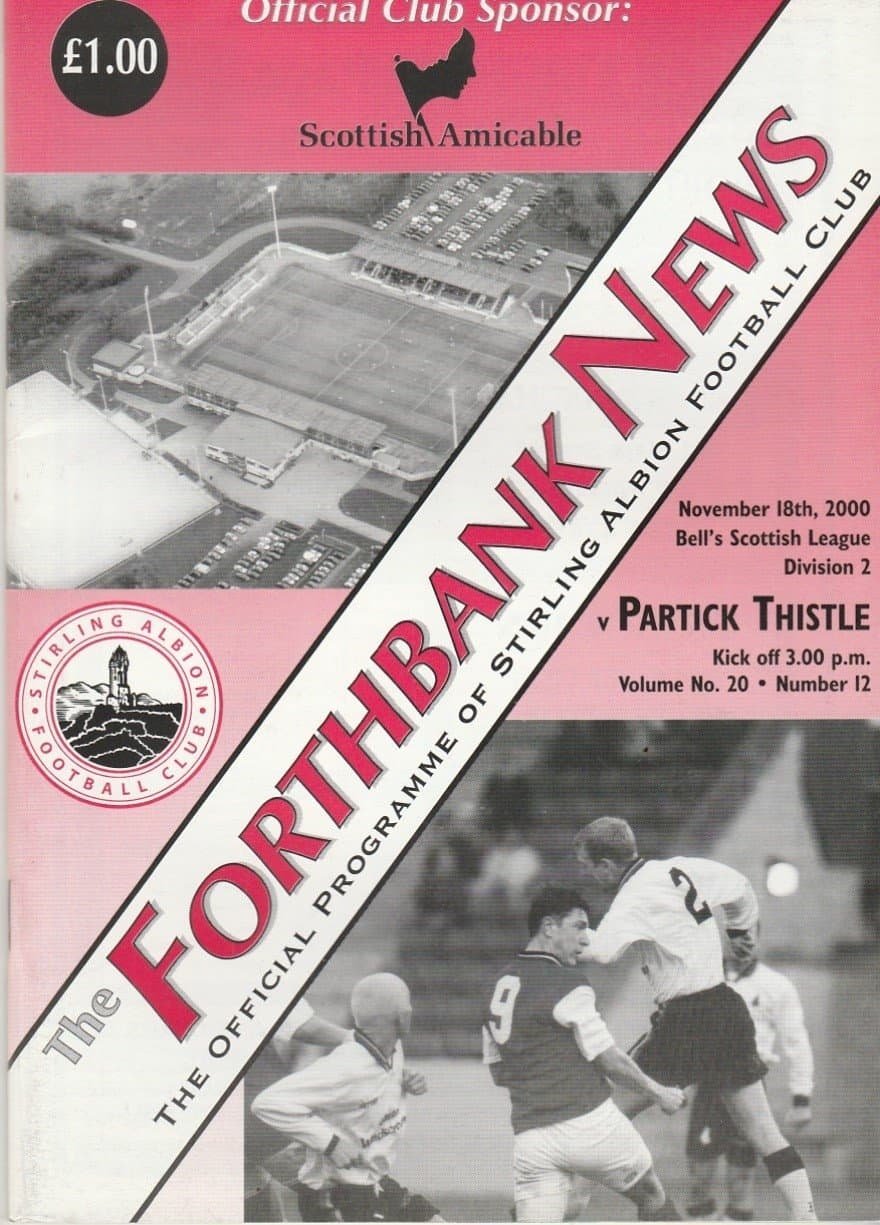 Official Club Sponsor:
£1.00
Scottish Amicable
The FORTHBANK NEWS
THE OFFICIAL PROGRAMME OF STIRLING ALBION FOOTBALL CLUB
November 18th, 2000
Bell's Scottish League
Division 2
v PARTICK THISTLE
Kick off 3.00 p.m.
Volume No. 20 • Number 12
STIRLING ALBION
• FOOTBALL CLUB •
2
9